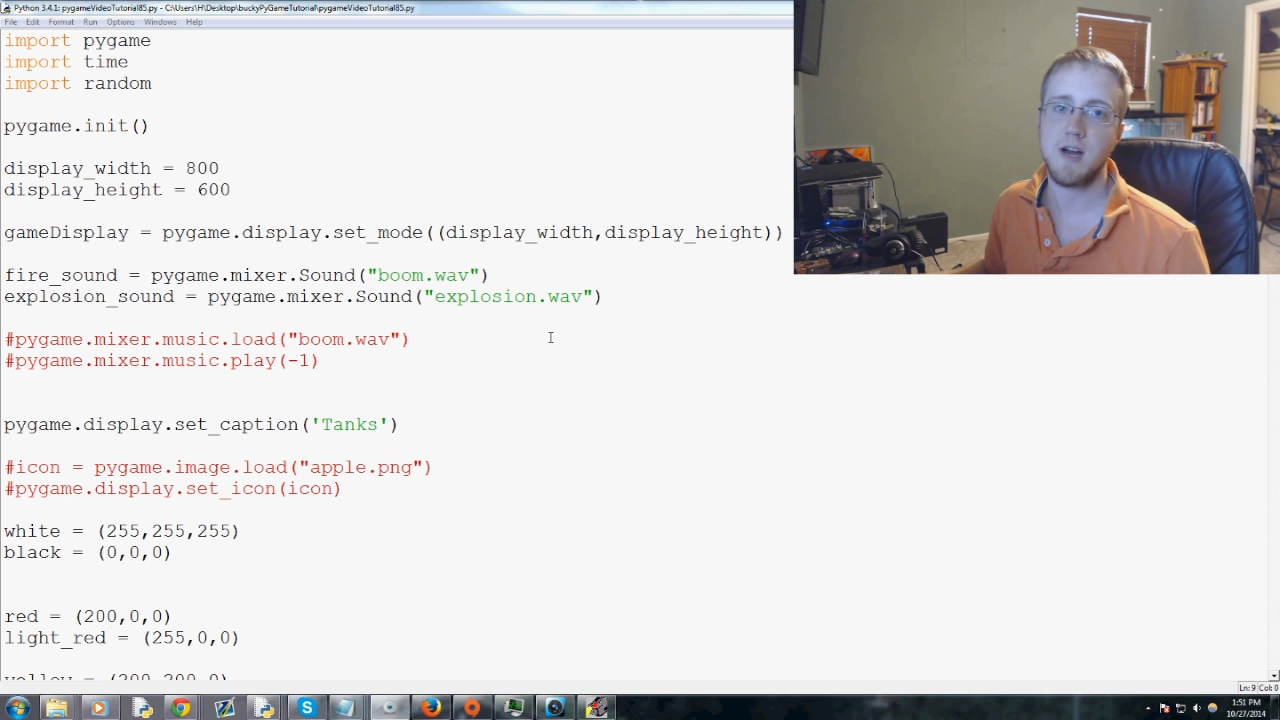 Python 3.4.1: pygameVideoTutorial85.py - C:\Users\H\Desktop\buckyPyGameTutorial\pygameVideoTutorial85.py
File Edit Format Run Options Windows Help
import pygame
import time
import random
pygame.init()
display_width = 800
display_height = 600
gameDisplay = pygame.display.set_mode((display_width,display_height))
fire_sound = pygame.mixer.Sound("boom.wav")
explosion_sound = pygame.mixer.Sound("explosion.wav")
#pygame.mixer.music.load("boom.wav")
#pygame.mixer.music.play(-1)
pygame.display.set_caption('Tanks')
#icon = pygame.image.load("apple.png")
#pygame.display.set_icon(icon)
white = (255,255,255)
black = (0,0,0)
red = (200,0,0)
light_red = (255,0,0)
yellow = (200,200,0)
Ln: 9 Col: 0
1:51 PM
10/27/2014